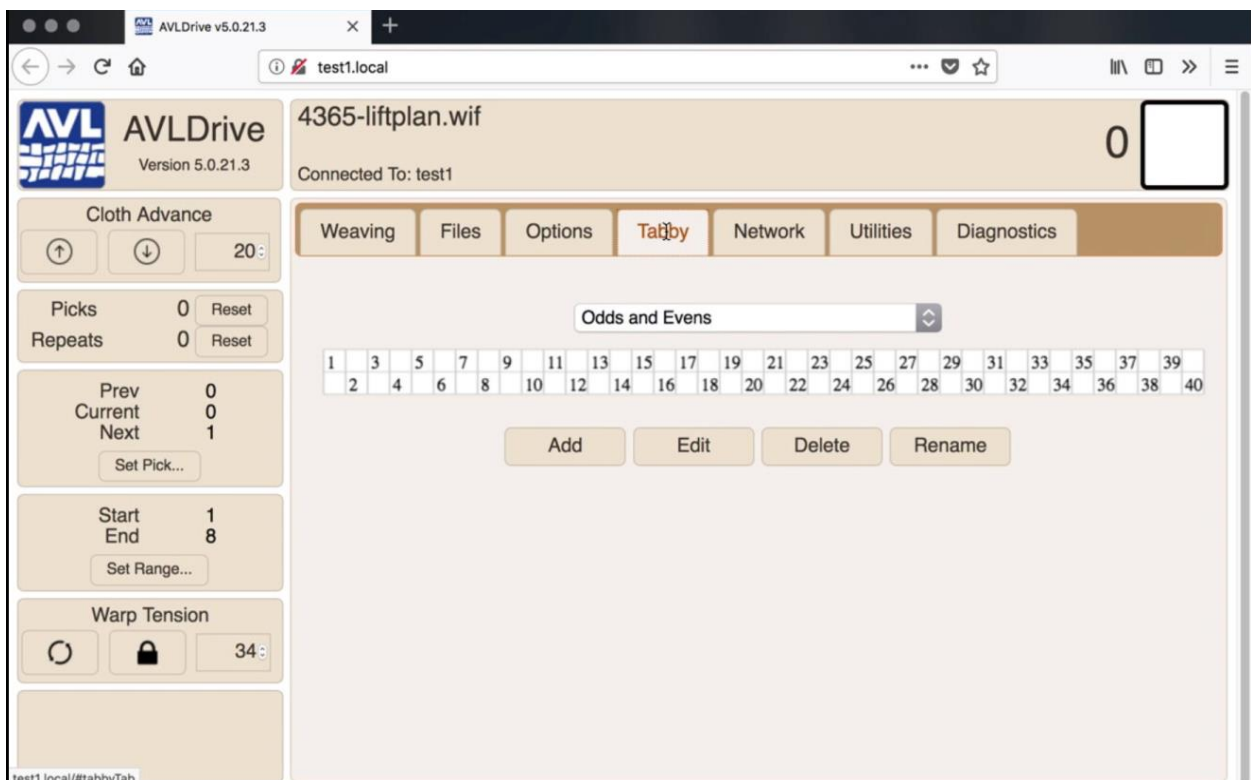 AVLDrive v5.0.21.3
test1.local
AVL
AVLDrive
Version 5.0.21.3
4365-liftplan.wif
Connected To: test1
0
Cloth Advance
20
Picks 0 Reset
Repeats 0 Reset
Prev 0
Current 0
Next 1
Set Pick...
Start 1
End 8
Set Range...
Warp Tension
34
Weaving Files Options Tabby Network Utilities Diagnostics
Odds and Evens
1 3 5 7 9 11 13 15 17 19 21 23 25 27 29 31 33 35 37 39
2 4 6 8 10 12 14 16 18 20 22 24 26 28 30 32 34 36 38 40
Add Edit Delete Rename
test1.local/#tabbyTab